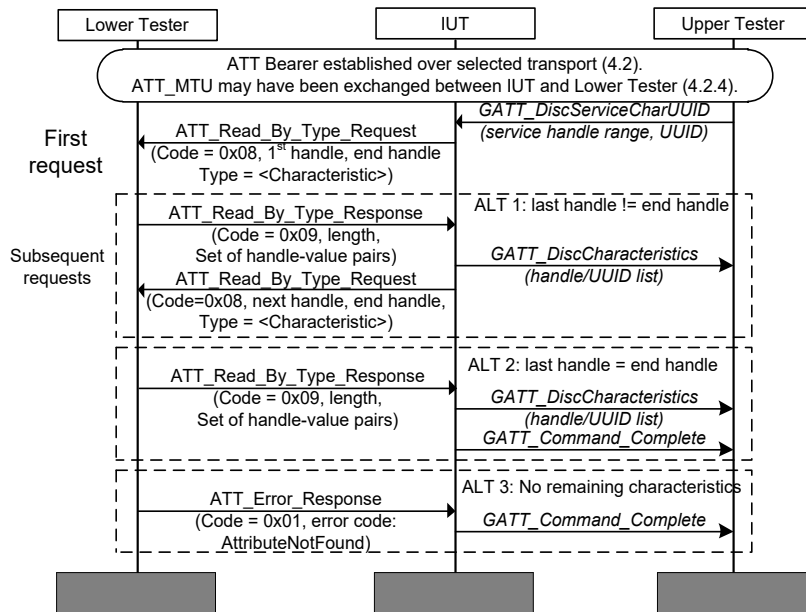 Lower Tester
IUT
Upper Tester
ATT Bearer established over selected transport (4.2).
ATT_MTU may have been exchanged between IUT and Lower Tester (4.2.4).
GATT_DiscServiceCharUUID
(service handle range, UUID)
First
request
ATT_Read_By_Type_Request
(Code = 0x08, 1st handle, end handle
Type = <Characteristic>)
ALT 1: last handle != end handle
Subsequent
requests
ATT_Read_By_Type_Response
(Code = 0x09, length,
Set of handle-value pairs)
GATT_DiscCharacteristics
(handle/UUID list)
ATT_Read_By_Type_Request
(Code=0x08, next handle, end handle,
Type = <Characteristic>)
ALT 2: last handle = end handle
ATT_Read_By_Type_Response
(Code = 0x09, length,
Set of handle-value pairs)
GATT_DiscCharacteristics
(handle/UUID list)
GATT_Command_Complete
ALT 3: No remaining characteristics
ATT_Error_Response
(Code = 0x01, error code:
AttributeNotFound)
GATT_Command_Complete